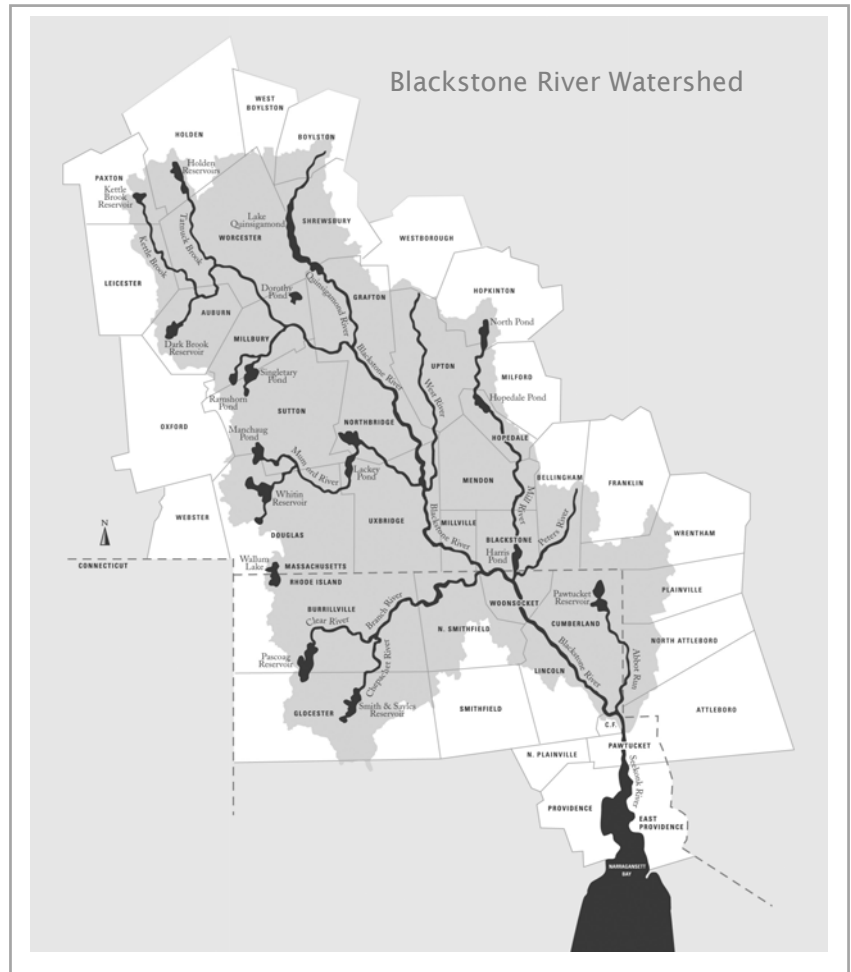 Blackstone River Watershed
WEST
BOYLSTON
HOLDEN
BOYLSTON
Holden
Reservoirs
PAXTON
Kettle
Brook
Reservoir
Lake
Quinsigamond
SHREWSBURY
Tatnuck Brook
WORCESTER
WESTBOROUGH
Kettle Brook
LEICESTER
Quinsigamond River
HOPKINTON
Dorothy
Pond
GRAFTON
AUBURN
North Pond
MILLBURY
Dark Brook
Reservoir
Blackstone River
UPTON
Singletary
Pond
West River
MILFORD
Ramshorn
Pond
Hopedale Pond
SUTTON
NORTHBRIDGE
OXFORD
Manchaug
Pond
HOPEDALE
Mumford River
Lackey
Pond
MENDON
BELLINGHAM
FRANKLIN
Whitin
Reservoir
Mill River
WEBSTER
UXBRIDGE
Blackstone River
MILLVILLE
Peters River
N
DOUGLAS
BLACKSTONE
WRENTHAM
Harris
Pond
CONNECTICUT
Wallum
Lake
MASSACHUSETTS
RHODE ISLAND
PLAINVILLE
Pawtucket
Reservoir
WOONSOCKET
BURRILLVILLE
Branch River
Clear River
CUMBERLAND
N. SMITHFIELD
NORTH ATTLEBORO
Pascoag
Reservoir
Chepachet River
Blackstone River
Abbot Run
LINCOLN
GLOCESTER
Smith & Sayles
Reservoir
SMITHFIELD
ATTLEBORO
C.F.
PAWTUCKET
N. PLAINVILLE
Seekonk River
PROVIDENCE
EAST
PROVIDENCE
NARRAGANSETT
BAY